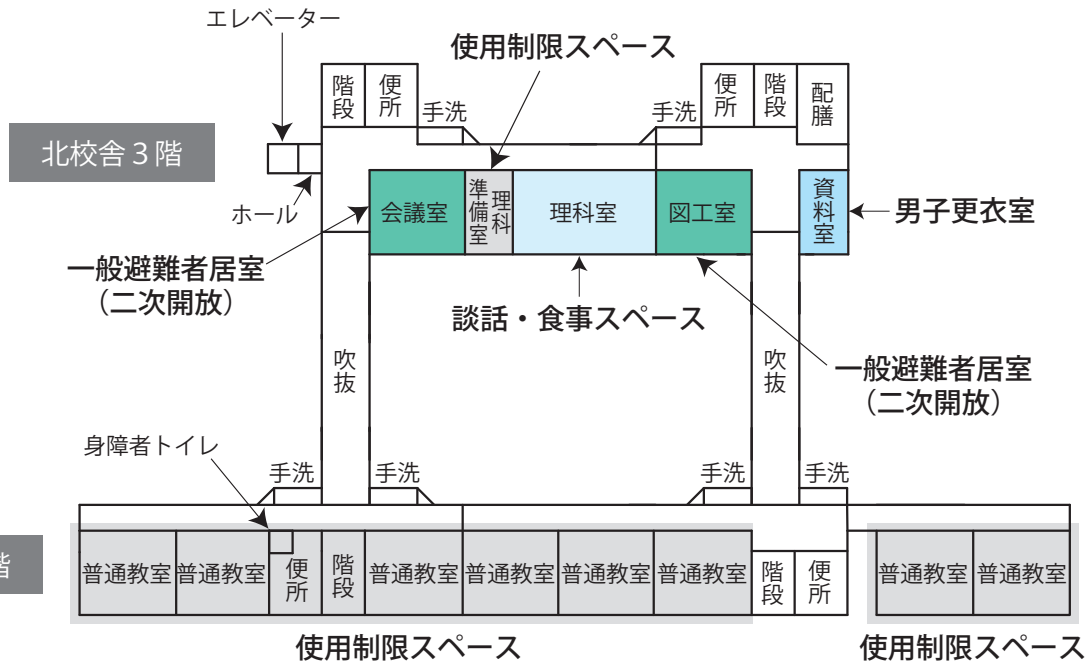 エレベーター
使用制限スペース
階段
便所
手洗
手洗
便所
階段
配膳
北校舎３階
ホール
会議室
理科
準備室
理科室
図工室
資料室
男子更衣室
一般避難者居室
（二次開放）
談話・食事スペース
吹抜
吹抜
一般避難者居室
（二次開放）
身障者トイレ
手洗
手洗
手洗
手洗
階
普通教室
普通教室
便所
階段
普通教室
普通教室
普通教室
普通教室
階段
便所
普通教室
普通教室
使用制限スペース
使用制限スペース